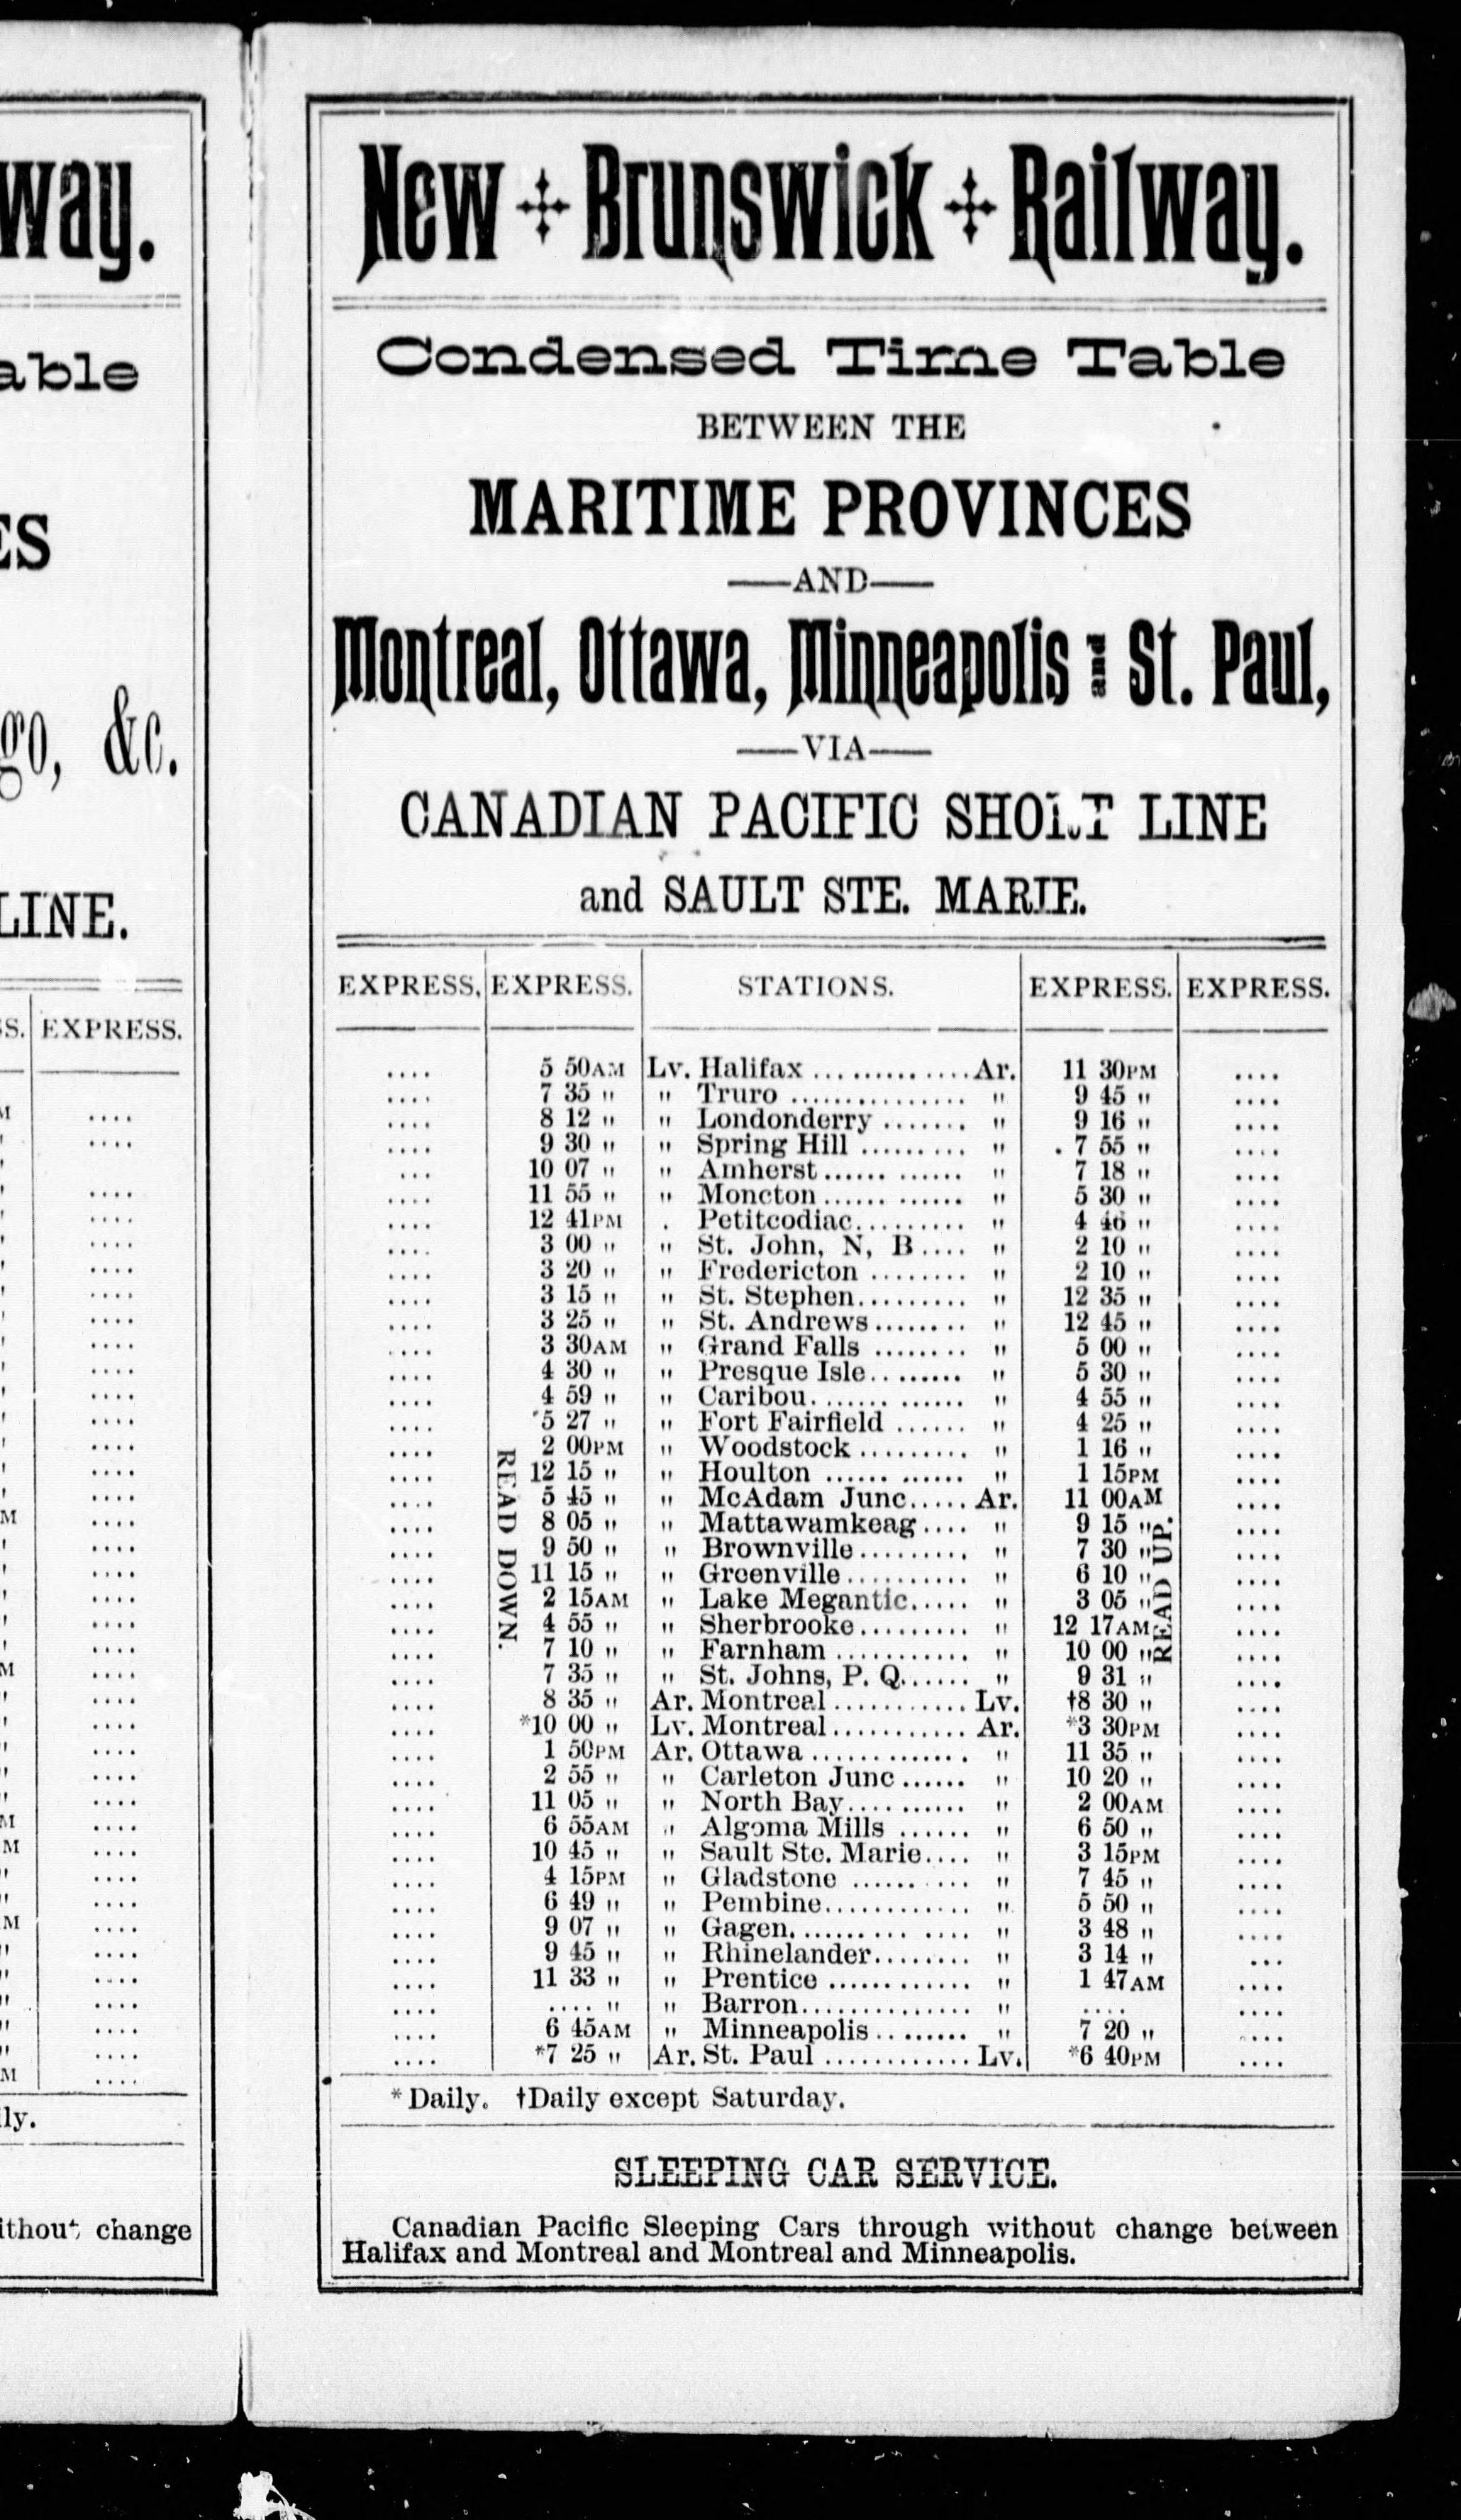 way.
able
ES
go, &c.
LINE.
S. EXPRESS.
ly.
ithout change
New Brunswick Railway.
Condensed Time Table
BETWEEN THE
MARITIME PROVINCES
—AND—
Montreal, Ottawa, Minneapolis and St. Paul,
—VIA—
CANADIAN PACIFIC SHORT LINE
and SAULT STE. MARIE.
EXPRESS. EXPRESS. STATIONS. EXPRESS. EXPRESS.
.... 5 50AM Lv. Halifax .............. Ar. 11 30PM ....
.... 7 35 " " Truro ................ " 9 45 " ....
.... 8 12 " " Londonderry ....... " 9 16 " ....
.... 9 30 " " Spring Hill ......... " 7 55 " ....
... 10 07 " " Amherst............ " 7 18 " ....
.... 11 55 " " Moncton............ " 5 30 " ....
.... 12 41PM . Petitcodiac......... " 4 46 " ....
.... 3 00 " " St. John, N, B.... " 2 10 " ....
.... 3 20 " " Fredericton ........ " 2 10 " ....
.... 3 15 " " St. Stephen......... " 12 35 " ....
.... 3 25 " " St. Andrews........ " 12 45 " ....
.... 3 30AM " Grand Falls ........ " 5 00 " ....
.... 4 30 " " Presque Isle......... " 5 30 " ....
.... 4 59 " " Caribou.............. " 4 55 " ....
.... 5 27 " " Fort Fairfield ...... " 4 25 " ....
.... 2 00PM " Woodstock ......... " 1 16 " ....
.... 12 15 " " Houlton ............ " 1 15PM ....
.... 5 45 " " McAdam Junc..... Ar. 11 00AM ....
.... 8 05 " " Mattawamkeag.... " 9 15 " ....
.... 9 50 " " Brownville......... " 7 30 " ....
.... 11 15 " " Greenville.......... " 6 10 " ....
.... 2 15AM " Lake Megantic..... " 3 05 " ....
.... 4 55 " " Sherbrooke......... " 12 17AM ....
.... 7 10 " " Farnham ........... " 10 00 " ....
.... 7 35 " " St. Johns, P. Q...... " 9 31 " ....
.... 8 35 " Ar. Montreal........... Lv. †8 30 " ....
.... *10 00 " Lv. Montreal........... Ar. *3 30PM ....
.... 1 50PM Ar. Ottawa ............. " 11 35 " ....
.... 2 55 " " Carleton Junc ...... " 10 20 " ....
.... 11 05 " " North Bay.......... " 2 00AM ....
.... 6 55AM " Algoma Mills ...... " 6 50 " ....
.... 10 45 " " Sault Ste. Marie.... " 3 15PM ....
.... 4 15PM " Gladstone .......... " 7 45 " ....
.... 6 49 " " Pembine............ " 5 50 " ....
.... 9 07 " " Gagen.............. " 3 48 " ....
.... 9 45 " " Rhinelander........ " 3 14 " ...
.... 11 33 " " Prentice ............ " 1 47AM ....
.... .... " " Barron.............. " .... ....
.... 6 45AM " Minneapolis......... " 7 20 " ....
.... *7 25 " Ar. St. Paul ............ Lv. *6 40PM ....
READ DOWN.
READ UP.
* Daily. †Daily except Saturday.
SLEEPING CAR SERVICE.
Canadian Pacific Sleeping Cars through without change between
Halifax and Montreal and Montreal and Minneapolis.